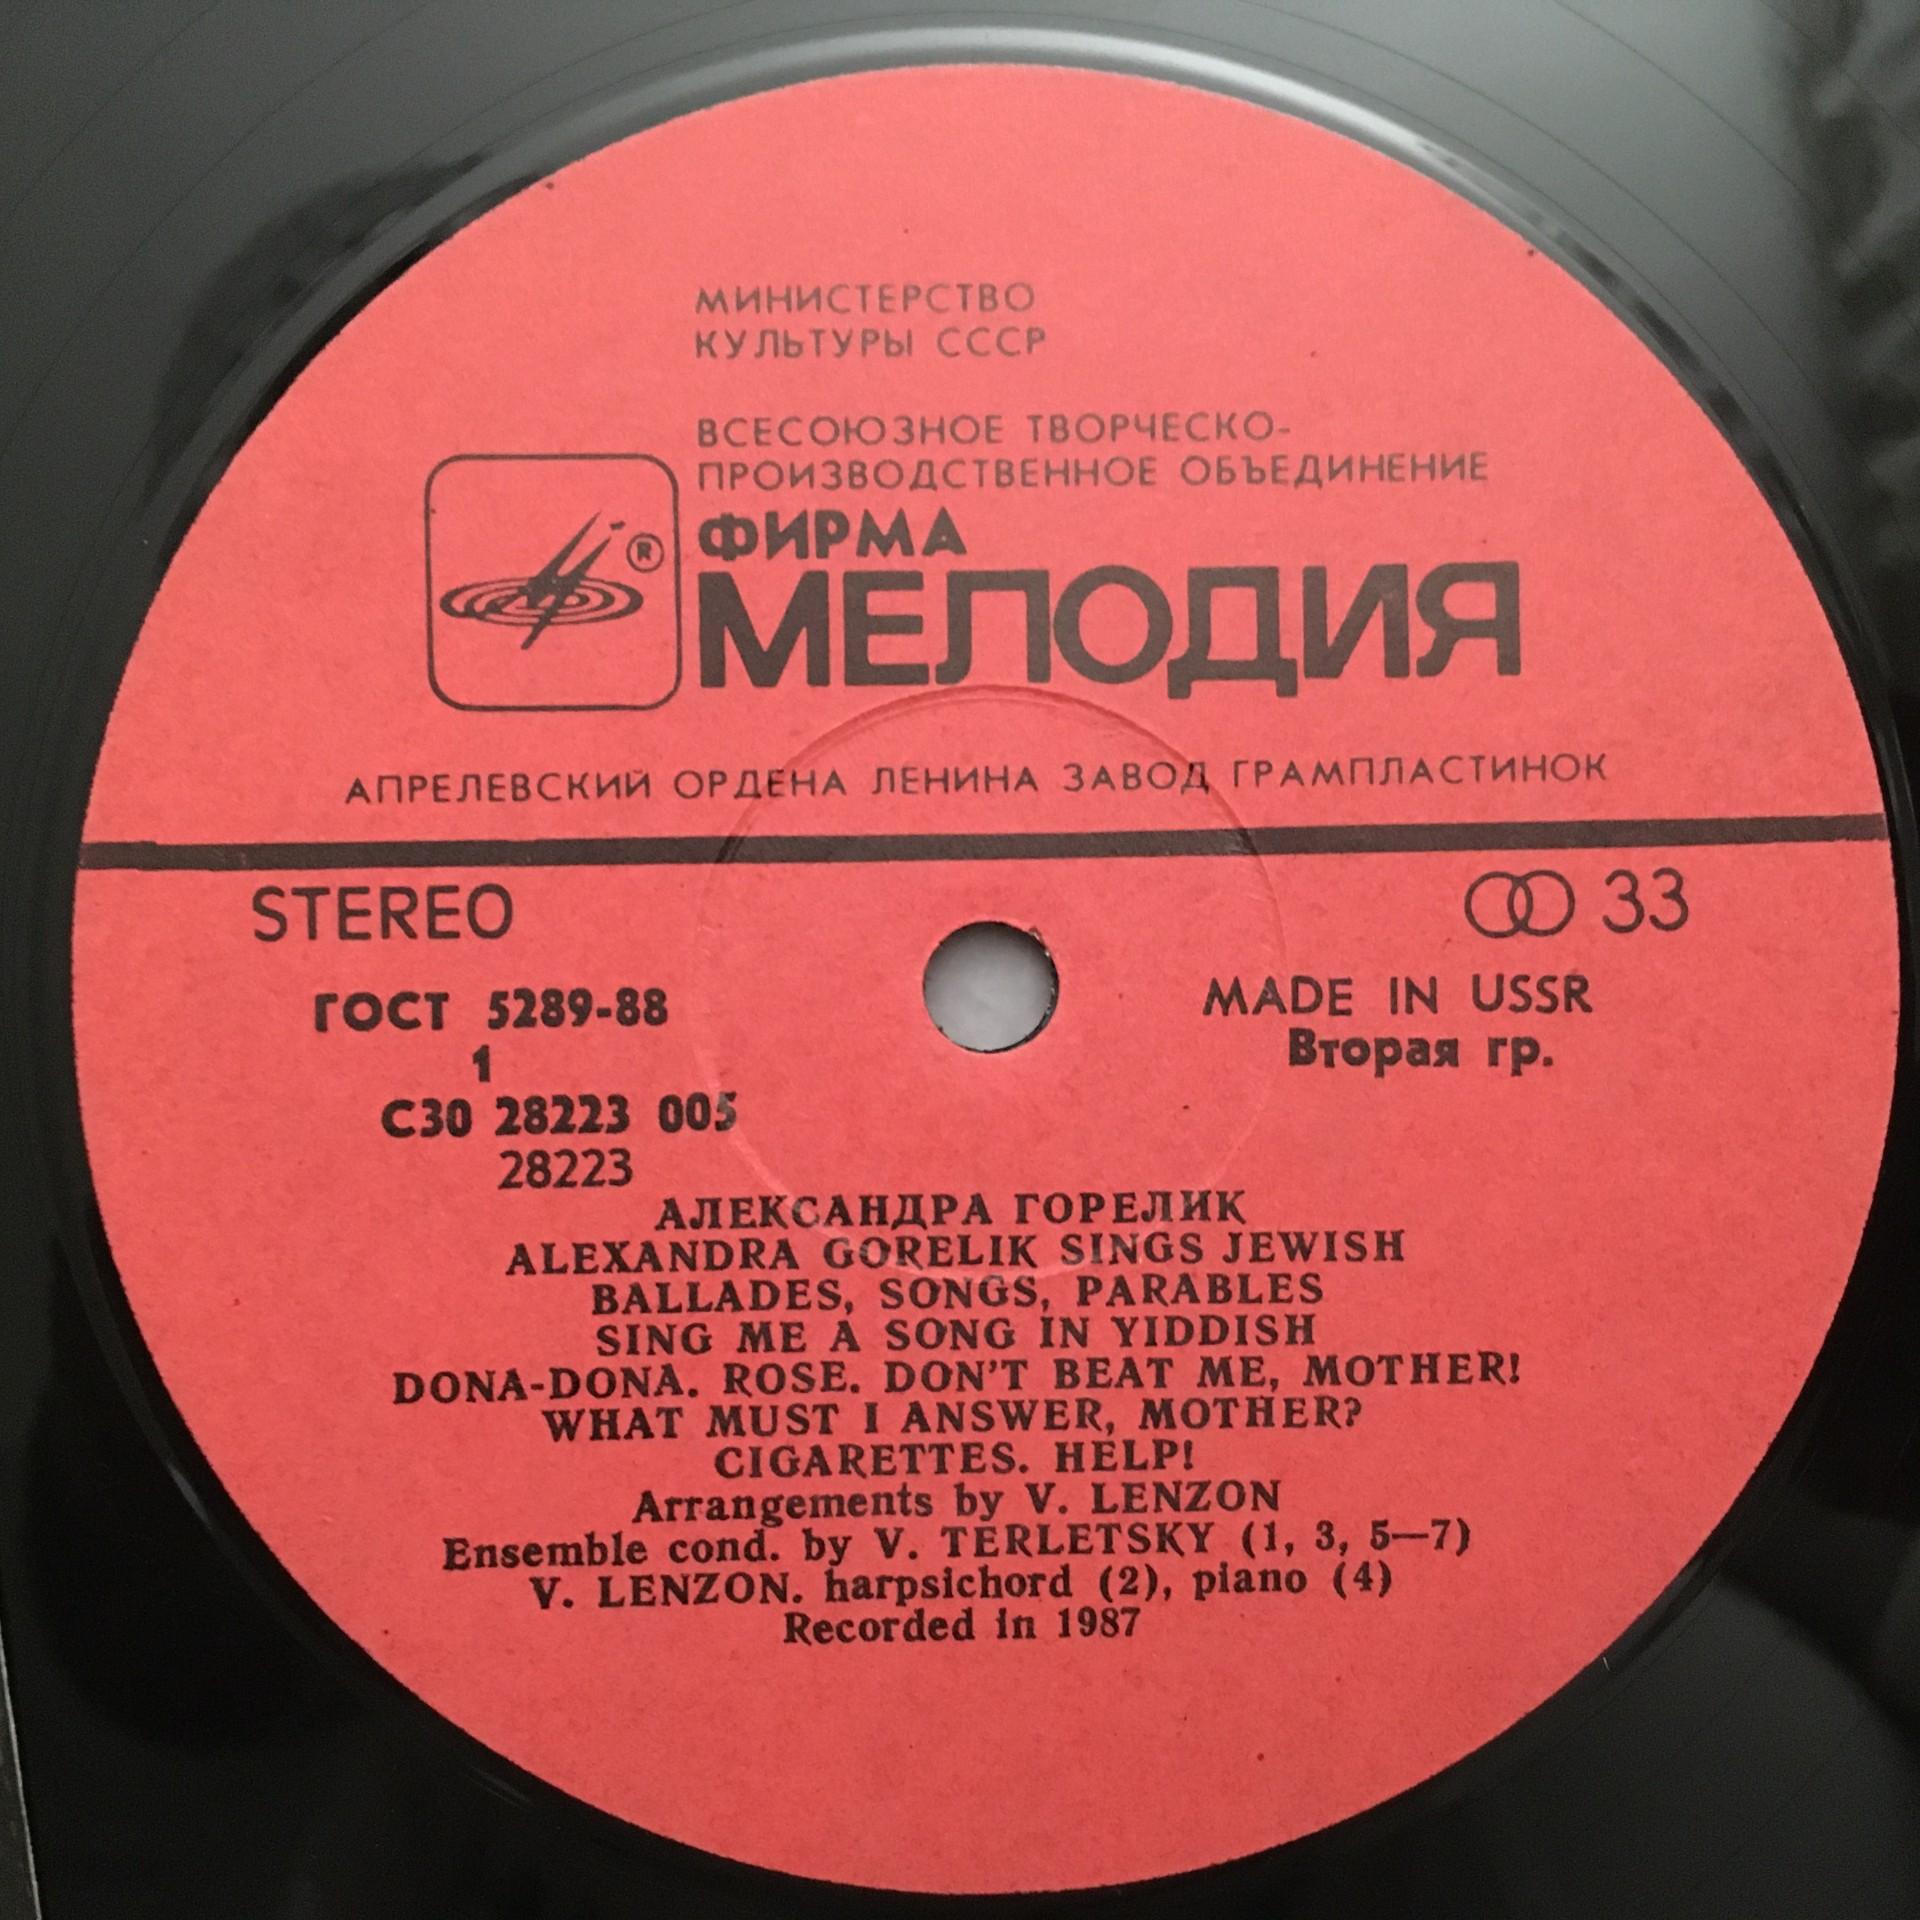 МИНИСТЕРСТВО
КУЛЬТУРЫ СССР
ВСЕСОЮЗНОЕ ТВОРЧЕСКО-
ПРОИЗВОДСТВЕННОЕ ОБЪЕДИНЕНИЕ
ФИРМА
®
МЕЛОДИЯ
АПРЕЛЕВСКИЙ ОРДЕНА ЛЕНИНА ЗАВОД ГРАМПЛАСТИНОК
STEREO
33
ГОСТ 5289-88
MADE IN USSR
1
Вторая гр.
С30 28223 005
28223
АЛЕКСАНДРА ГОРЕЛИК
ALEXANDRA GORELIK SINGS JEWISH
BALLADES, SONGS, PARABLES
SING ME A SONG IN YIDDISH
DONA-DONA. ROSE. DON'T BEAT ME, MOTHER!
WHAT MUST I ANSWER, MOTHER?
CIGARETTES. HELP!
Arrangements by V. LENZON
Ensemble cond. by V. TERLETSKY (1, 3, 5—7)
V. LENZON. harpsichord (2), piano (4)
Recorded in 1987